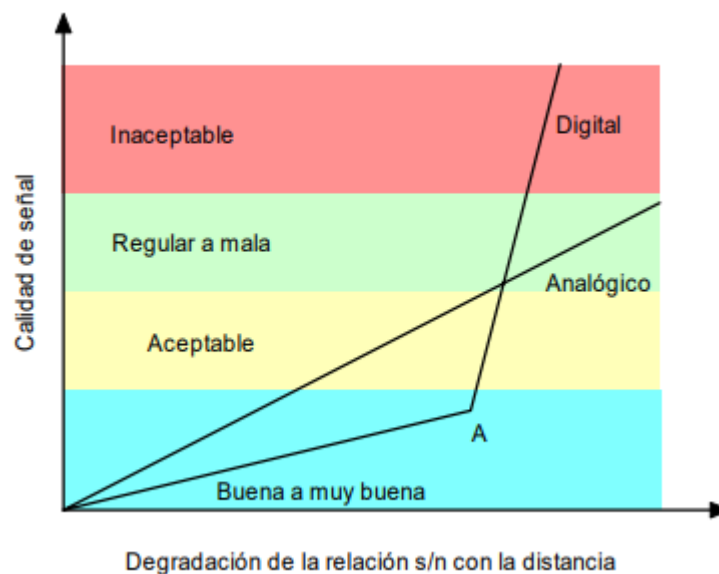 Inaceptable
Digital
Regular a mala
Analógico
Aceptable
A
Buena a muy buena
Calidad de señal
Degradación de la relación s/n con la distancia